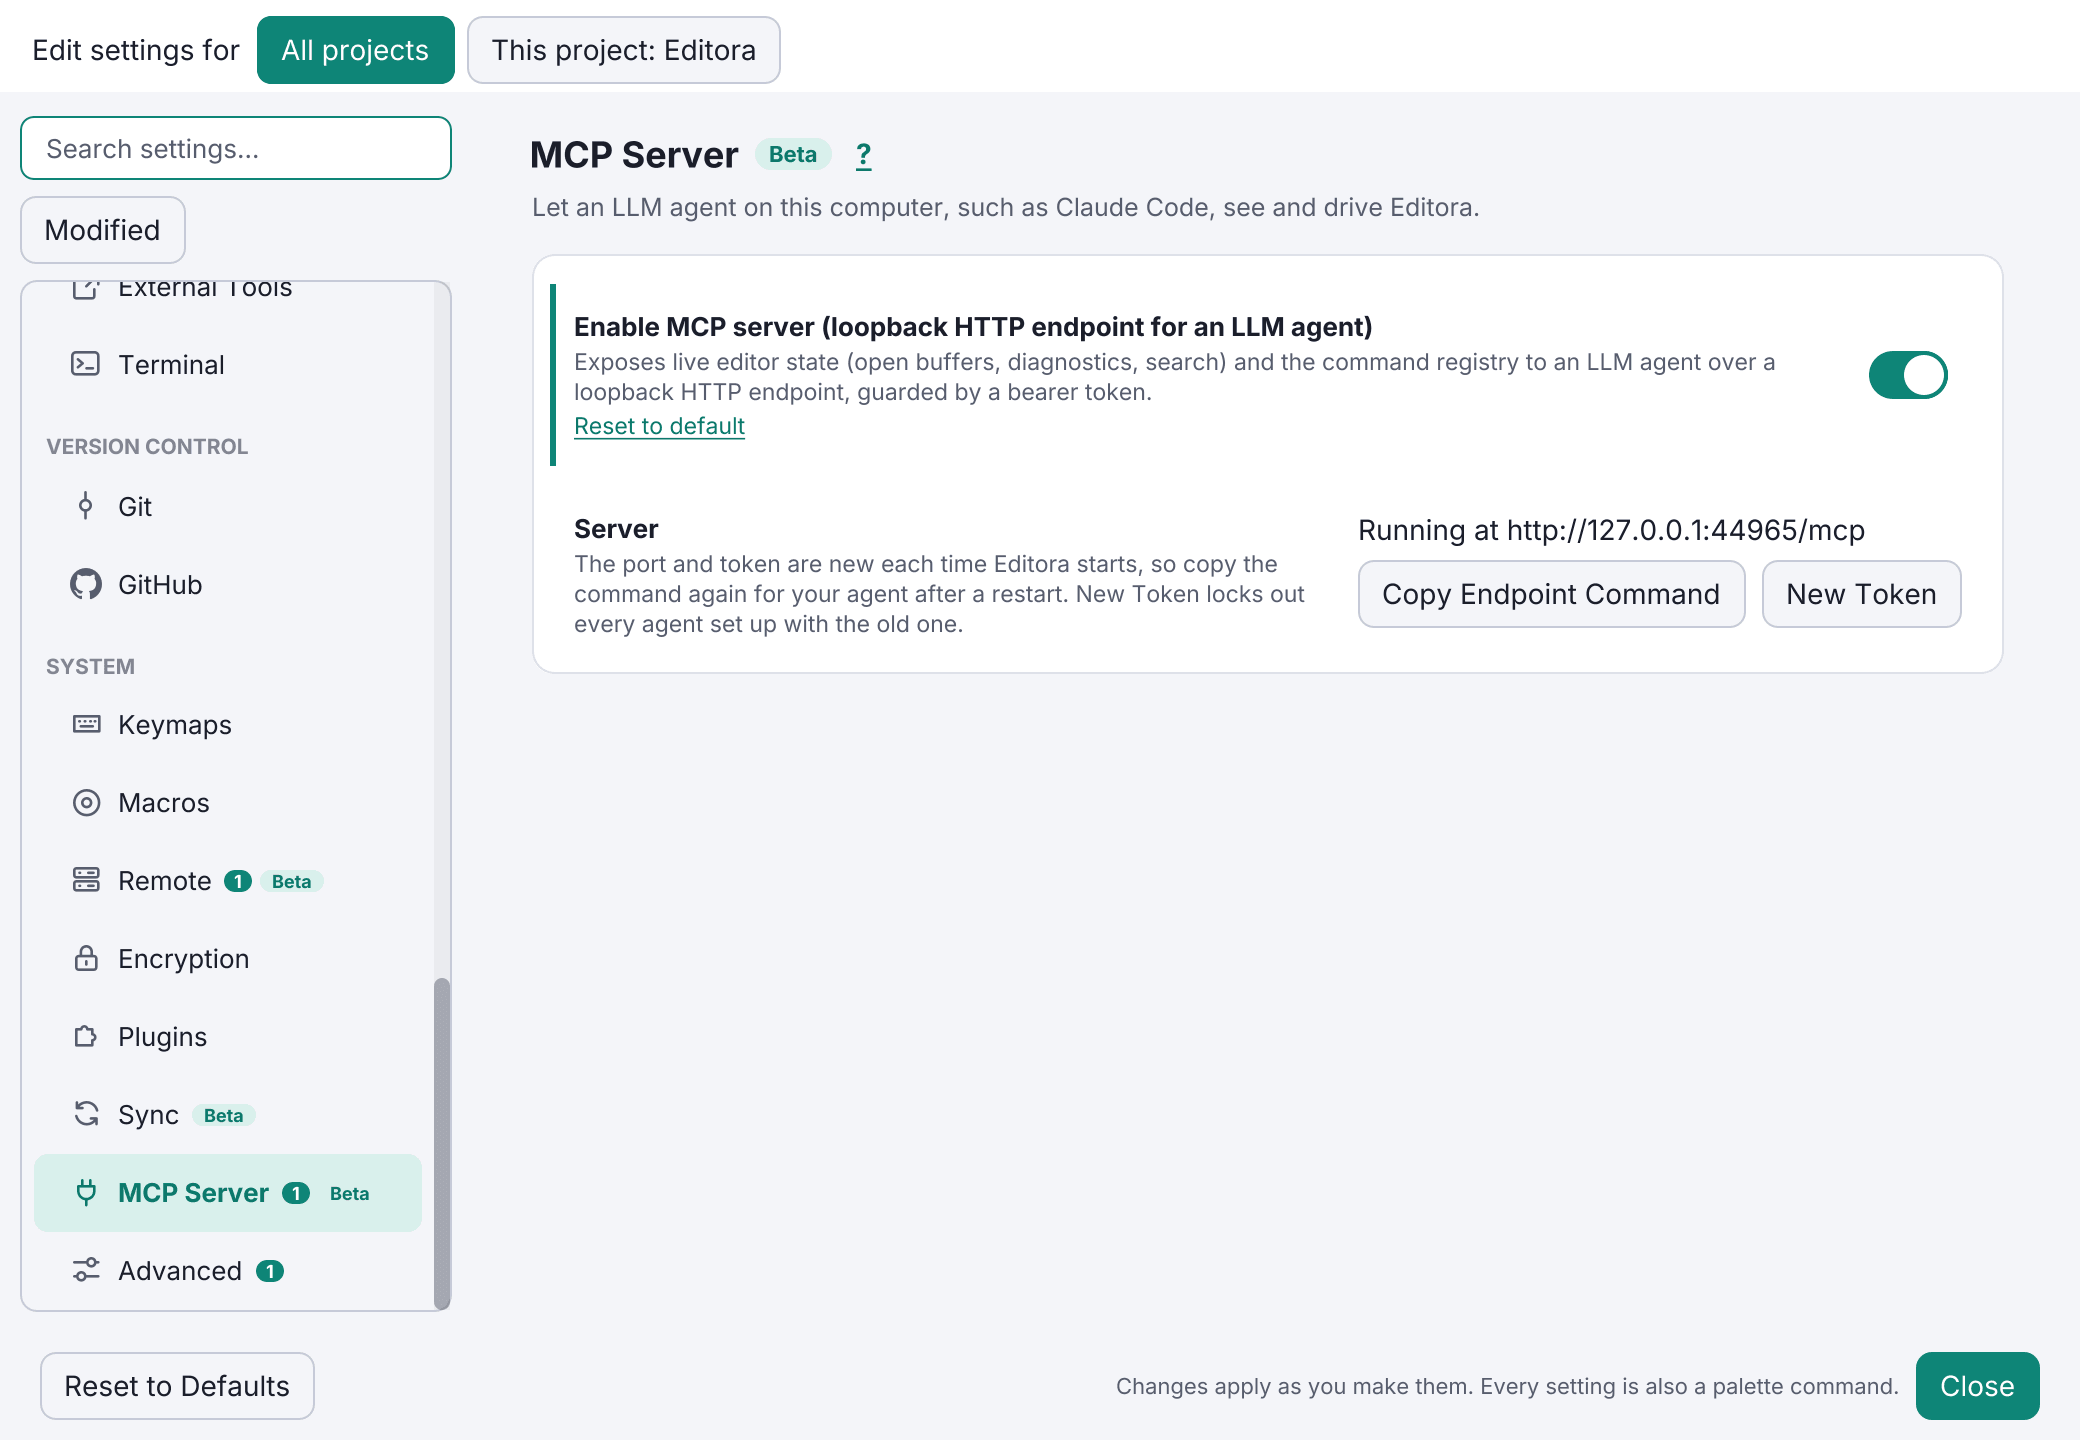 Edit settings for All projects This project: Editora
Search settings...
Modified
External Tools
Terminal
VERSION CONTROL
Git
GitHub
SYSTEM
Keymaps
Macros
Remote 1 Beta
Encryption
Plugins
Sync Beta
MCP Server 1 Beta
Advanced 1
Reset to Defaults
MCP Server Beta ?
Let an LLM agent on this computer, such as Claude Code, see and drive Editora.
Enable MCP server (loopback HTTP endpoint for an LLM agent)
Exposes live editor state (open buffers, diagnostics, search) and the command registry to an LLM agent over a
loopback HTTP endpoint, guarded by a bearer token.
Reset to default
Server
The port and token are new each time Editora starts, so copy the
command again for your agent after a restart. New Token locks out
every agent set up with the old one.
Running at http://127.0.0.1:44965/mcp
Copy Endpoint Command New Token
Changes apply as you make them. Every setting is also a palette command. Close